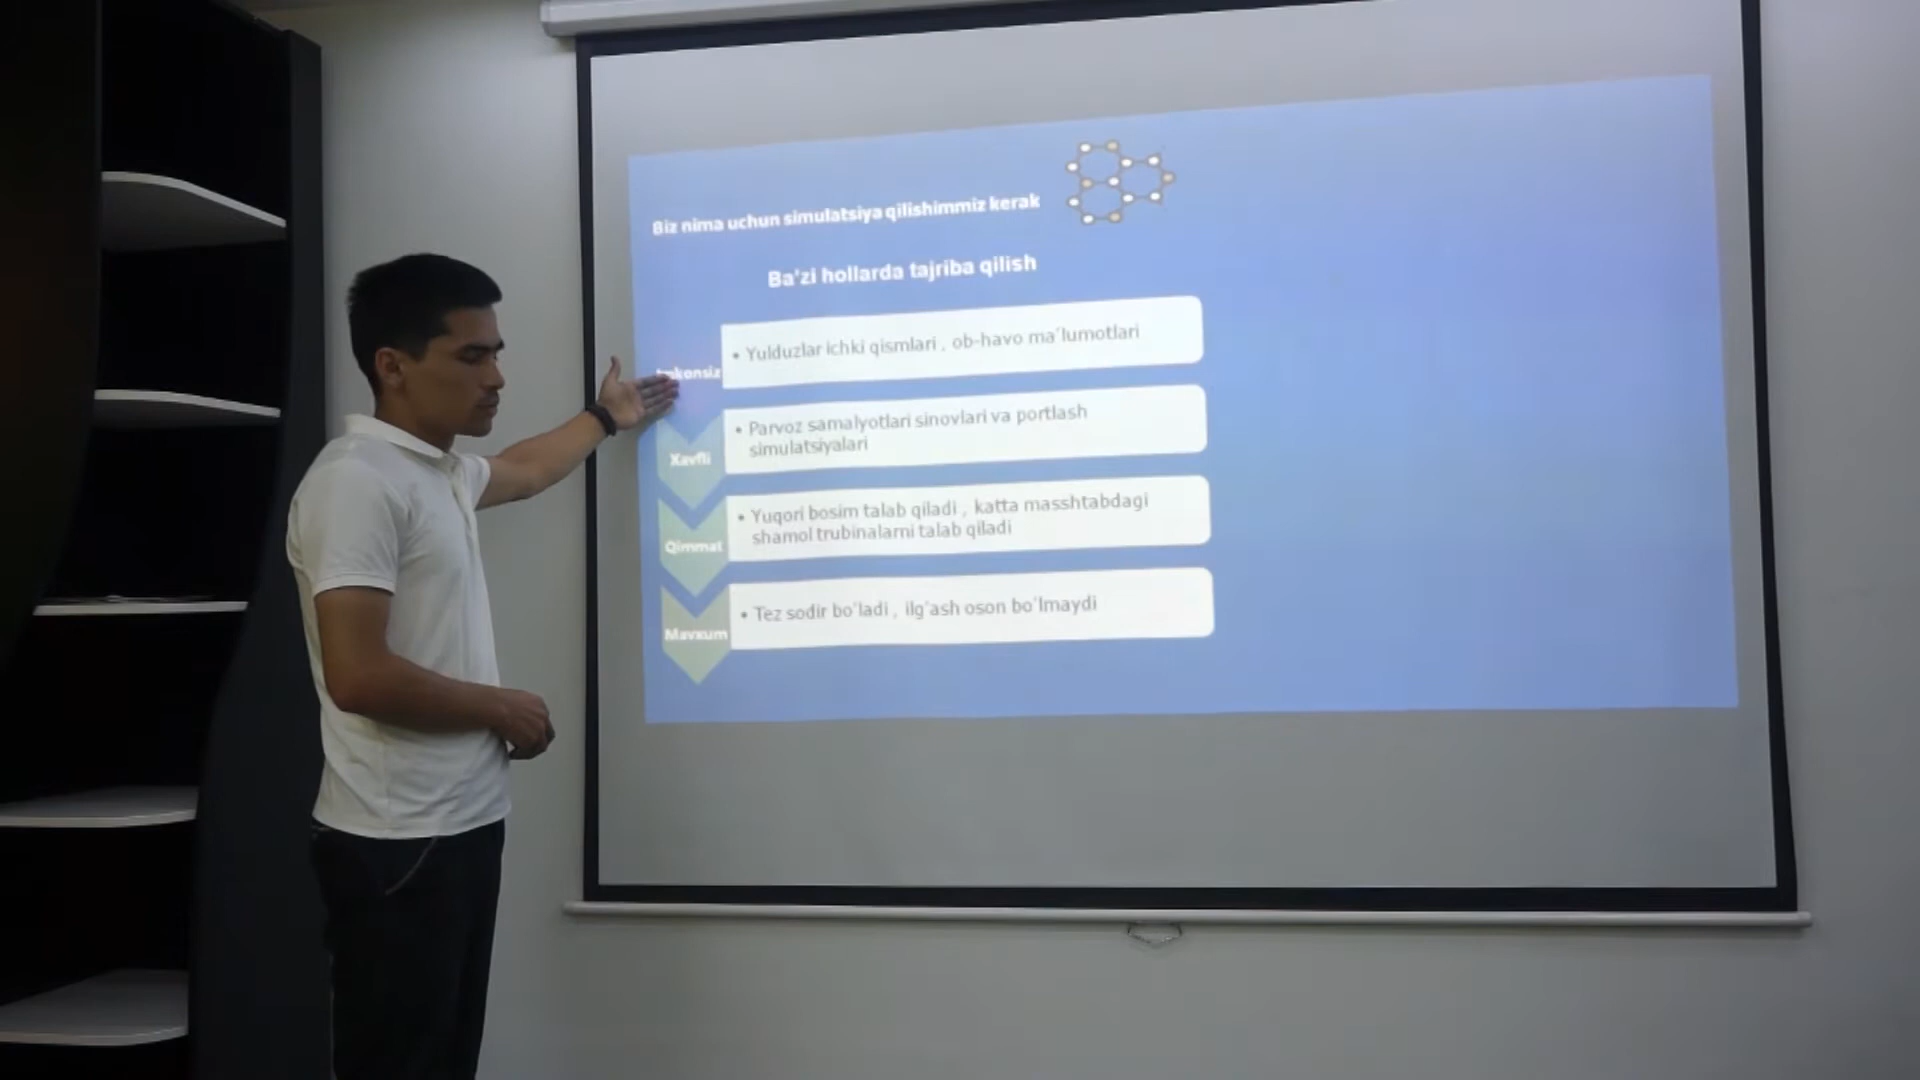 Biz nima uchun simulatsiya qilishimmiz kerak
Ba'zi hollarda tajriba qilish
• Yulduzlar ichki qismlari , ob-havo ma'lumotlari
Xavfli
• Parvoz samalyotlari sinovlari va portlash
simulatsiyalari
Qimmat
• Yuqori bosim talab qiladi , katta masshtabdagi
shamol trubinalarni talab qiladi
Mavxum
• Tez sodir bo'ladi , ilg'ash oson bo'lmaydi